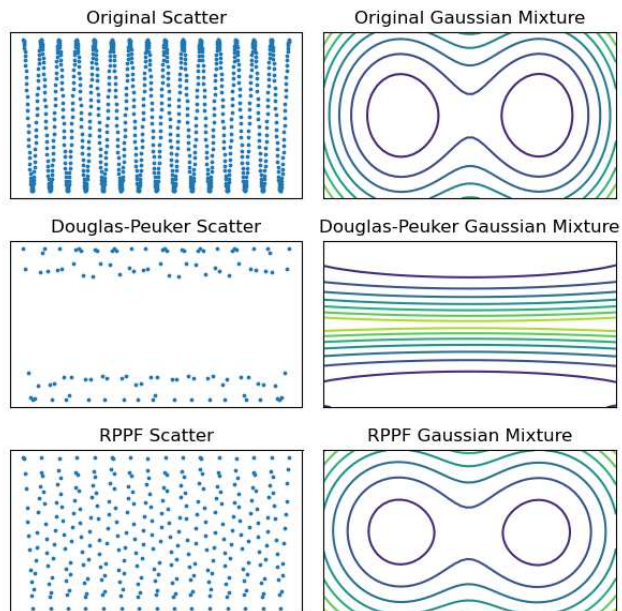 Original Scatter
Original Gaussian Mixture
Douglas-Peuker Scatter
Douglas-Peuker Gaussian Mixture
RPPF Scatter
RPPF Gaussian Mixture